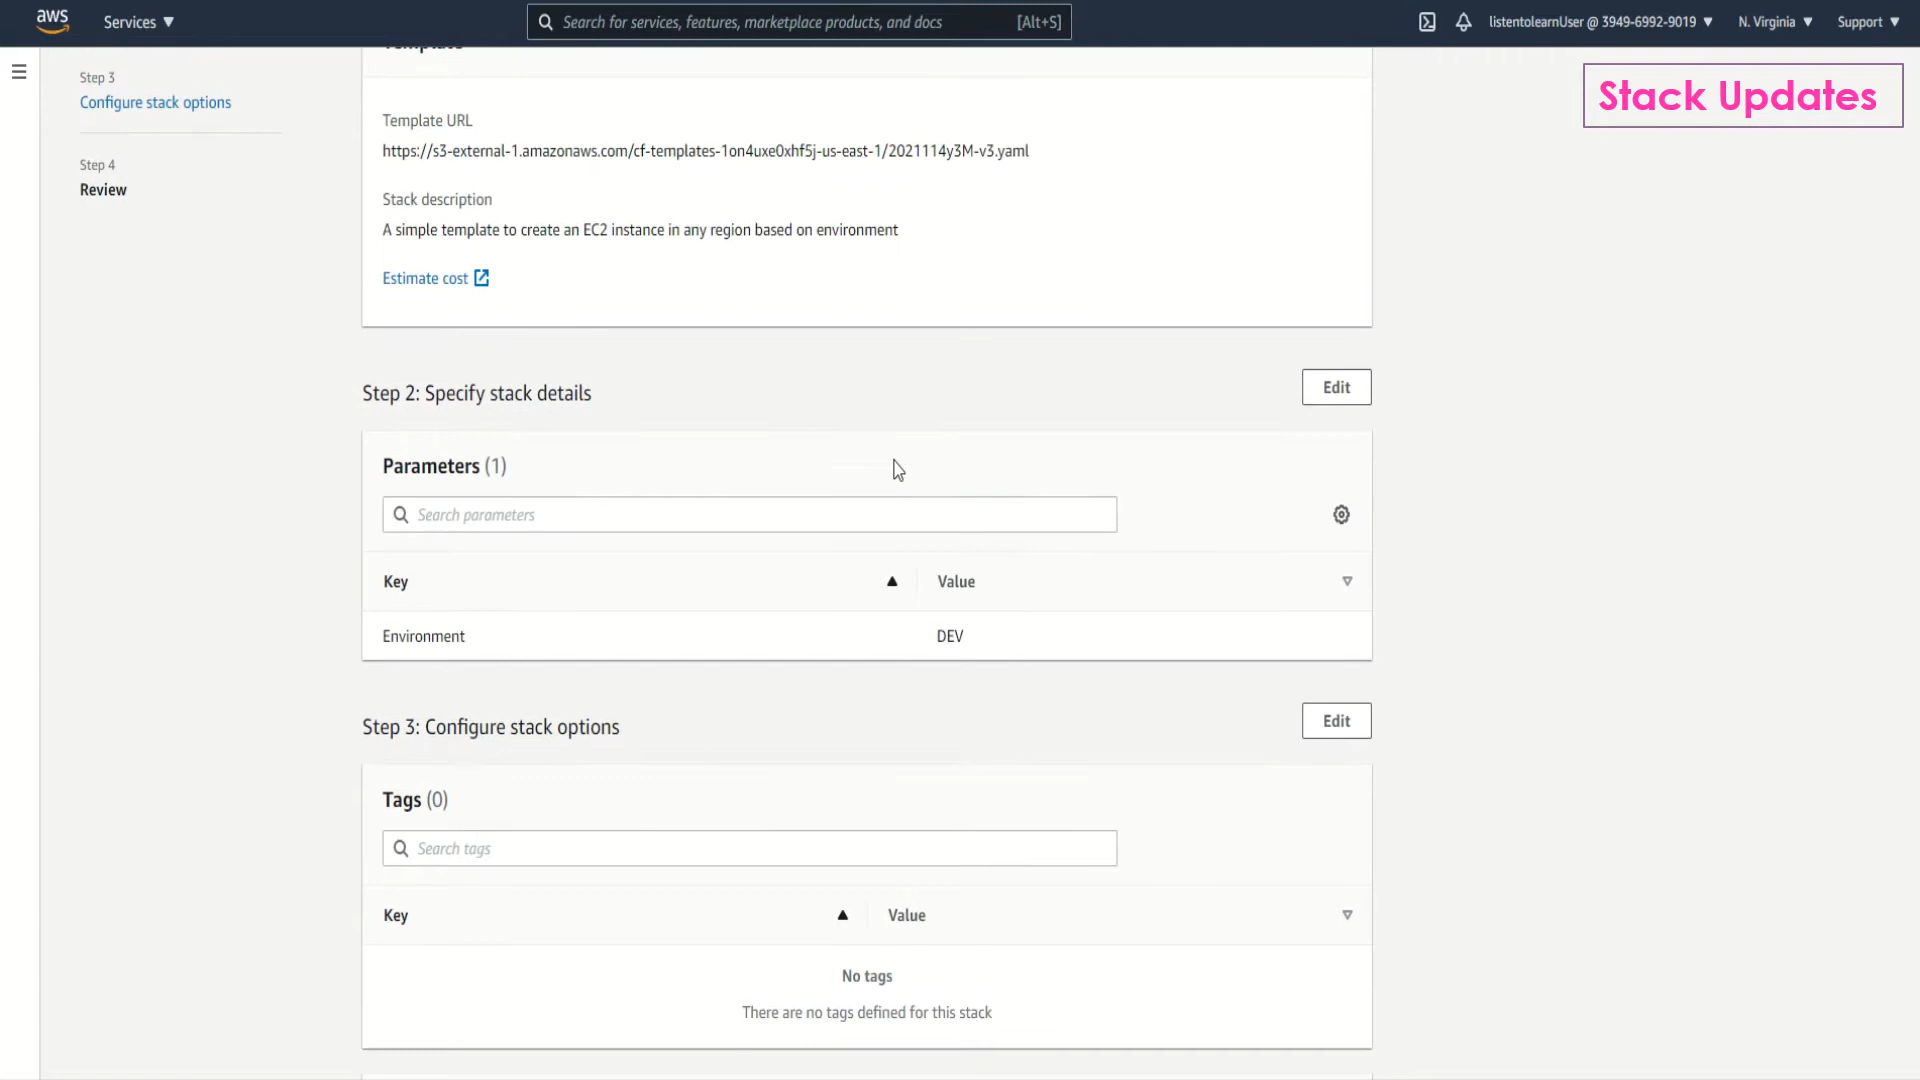 aws
Services ▼
Search for services, features, marketplace products, and docs
[Alt+S]
listentolearnUser @ 3949-6992-9019 ▼
N. Virginia ▼
Support ▼
Stack Updates
Step 3
Configure stack options
Step 4
Review
Template
Template URL
https://s3-external-1.amazonaws.com/cf-templates-1on4uxe0xhf5j-us-east-1/2021114y3M-v3.yaml
Stack description
A simple template to create an EC2 instance in any region based on environment
Estimate cost
Step 2: Specify stack details
Edit
Parameters (1)
Search parameters
Key
Value
Environment
DEV
Step 3: Configure stack options
Edit
Tags (0)
Search tags
Key
Value
No tags
There are no tags defined for this stack